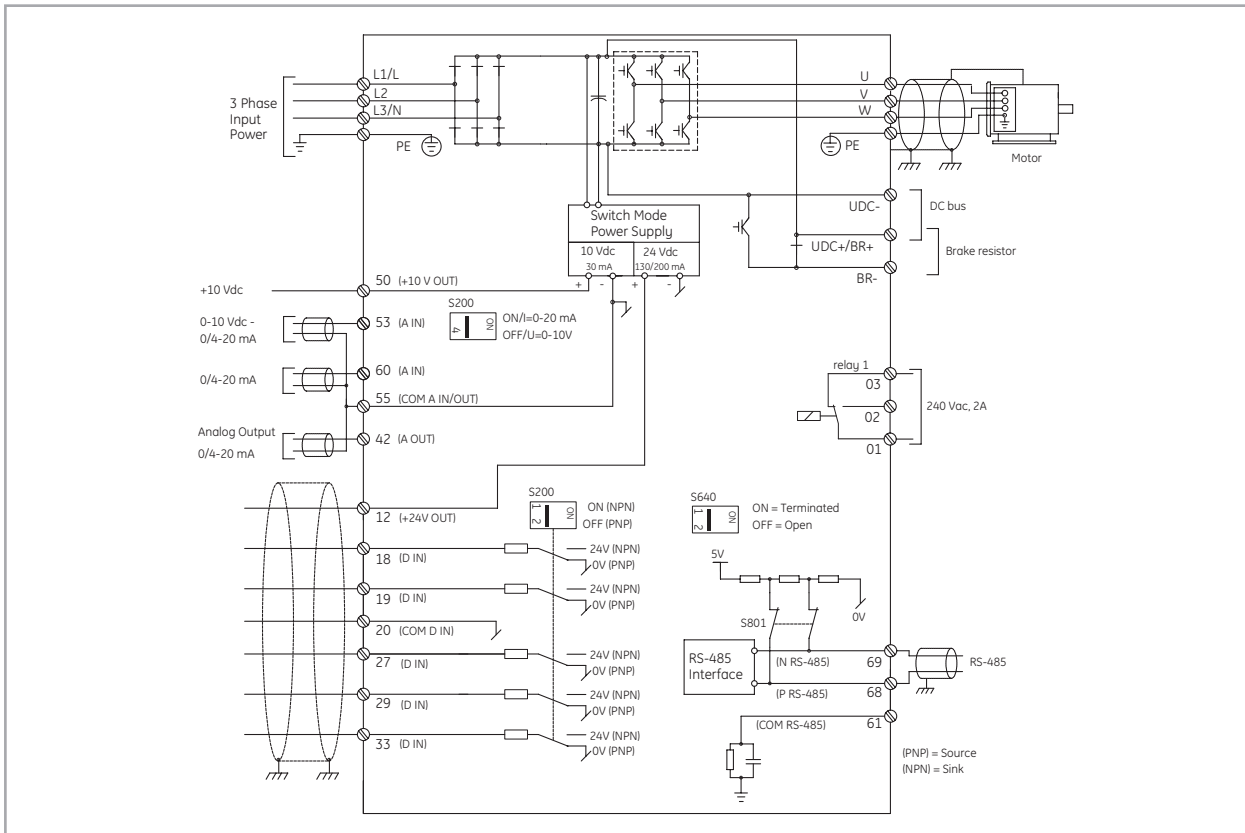 3 Phase
Input
Power
L1/L
L2
L3/N
PE
U
V
W
PE
Motor
UDC-
DC bus
UDC+/BR+
Brake resistor
BR-
Switch Mode
Power Supply
10 Vdc
30 mA
24 Vdc
130/200 mA
+ - + -
+10 Vdc
50 (+10 V OUT)
0-10 Vdc -
0/4-20 mA
53 (A IN)
S200
4
ON
ON/I=0-20 mA
OFF/U=0-10V
0/4-20 mA
60 (A IN)
55 (COM A IN/OUT)
Analog Output
0/4-20 mA
42 (A OUT)
relay 1
03
02
01
240 Vac, 2A
12 (+24V OUT)
S200
1 2
ON
ON (NPN)
OFF (PNP)
18 (D IN)
24V (NPN)
0V (PNP)
19 (D IN)
24V (NPN)
0V (PNP)
20 (COM D IN)
27 (D IN)
24V (NPN)
0V (PNP)
29 (D IN)
24V (NPN)
0V (PNP)
33 (D IN)
24V (NPN)
0V (PNP)
S640
1 2
ON
ON = Terminated
OFF = Open
5V
0V
S801
RS-485
Interface
(N RS-485)
69
RS-485
(P RS-485)
68
(COM RS-485)
61
(PNP) = Source
(NPN) = Sink